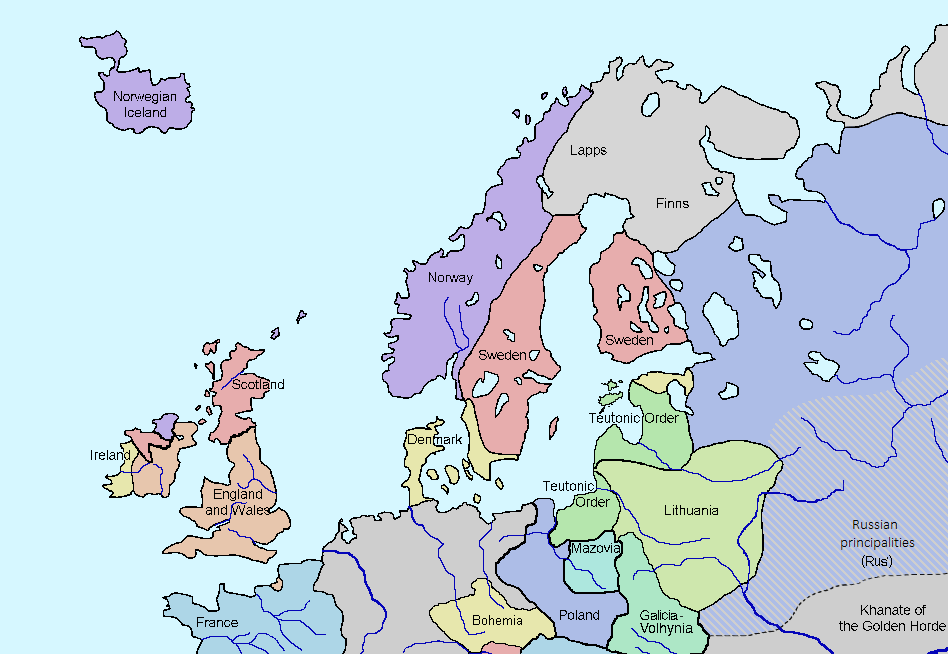 Norwegian
Iceland
Lapps
Finns
Norway
Sweden
Sweden
Scotland
Denmark
Teutonic Order
Ireland
Teutonic
Order
England
and Wales
Lithuania
Russian
principalities
(Rus')
Mazovia
France
Bohemia
Poland
Galicia-
Volhynia
Khanate of
the Golden Horde